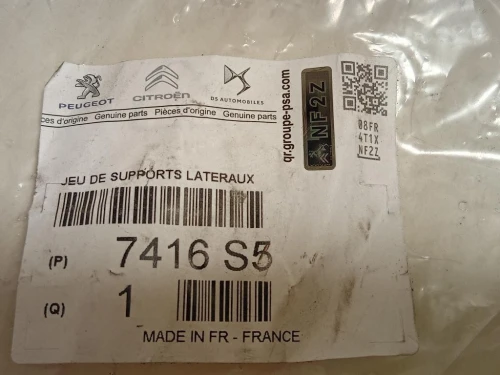 PEUGEOT CITROËN DS AUTOMOBILES
Pièces d'origine Genuine parts Pièces d'origine Genuine parts
qr.groupe-psa.com
NF2Z
08FR
4T1X
NF2Z
JEU DE SUPPORTS LATERAUX
(P) 7416 S5
(Q) 1
MADE IN FR - FRANCE